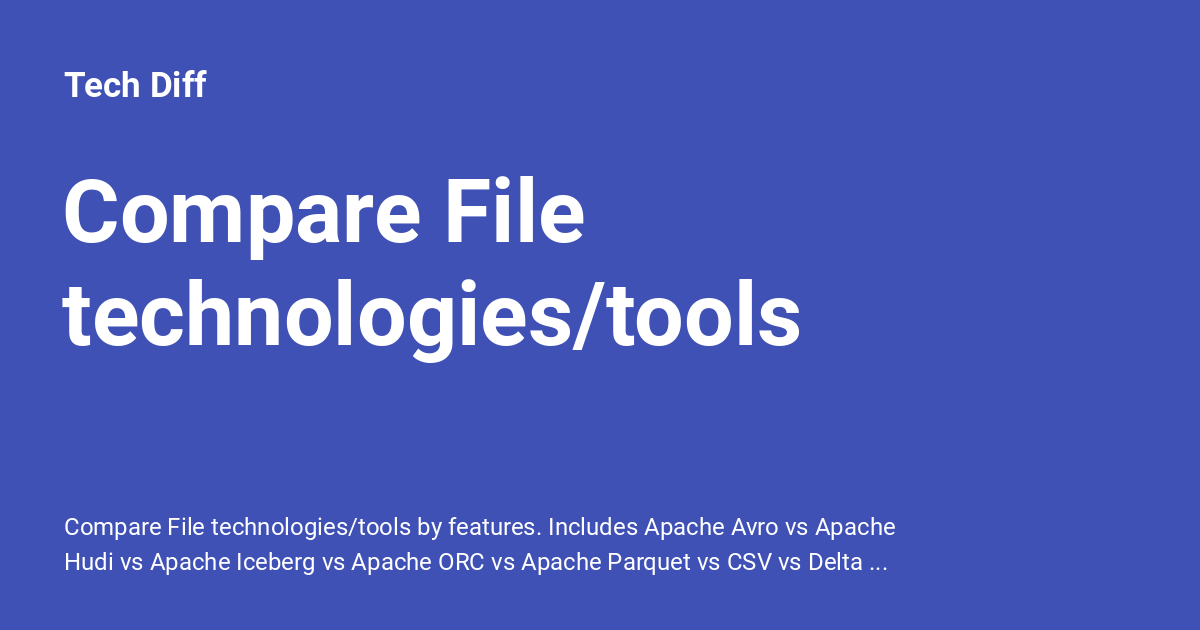 Tech Diff
Compare File
technologies/tools
Compare File technologies/tools by features. Includes Apache Avro vs Apache
Hudi vs Apache Iceberg vs Apache ORC vs Apache Parquet vs CSV vs Delta ...